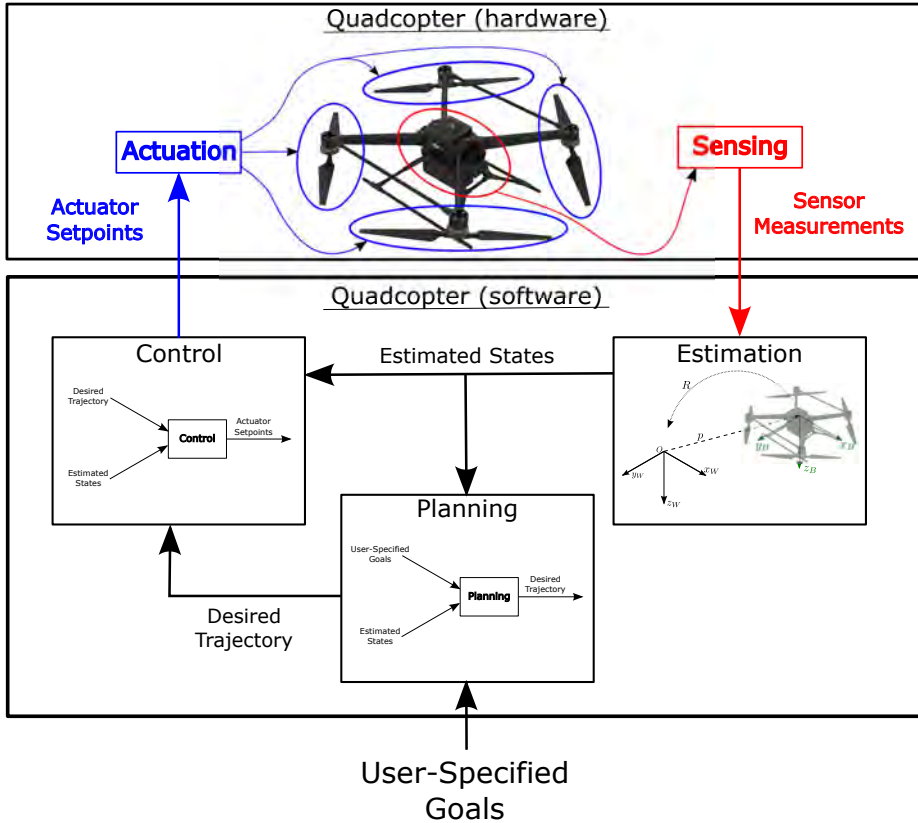 Quadcopter (hardware)
Actuation
Sensing
Actuator
Setpoints
Sensor
Measurements
Quadcopter (software)
Control
Desired
Trajectory
Control
Actuator
Setpoints
Estimated
States
Estimated States
Estimation
R
p
O
y_W
x_W
z_W
y_B
x_B
z_B
Planning
User-Specified
Goals
Planning
Desired
Trajectory
Estimated
States
Desired
Trajectory
User-Specified
Goals